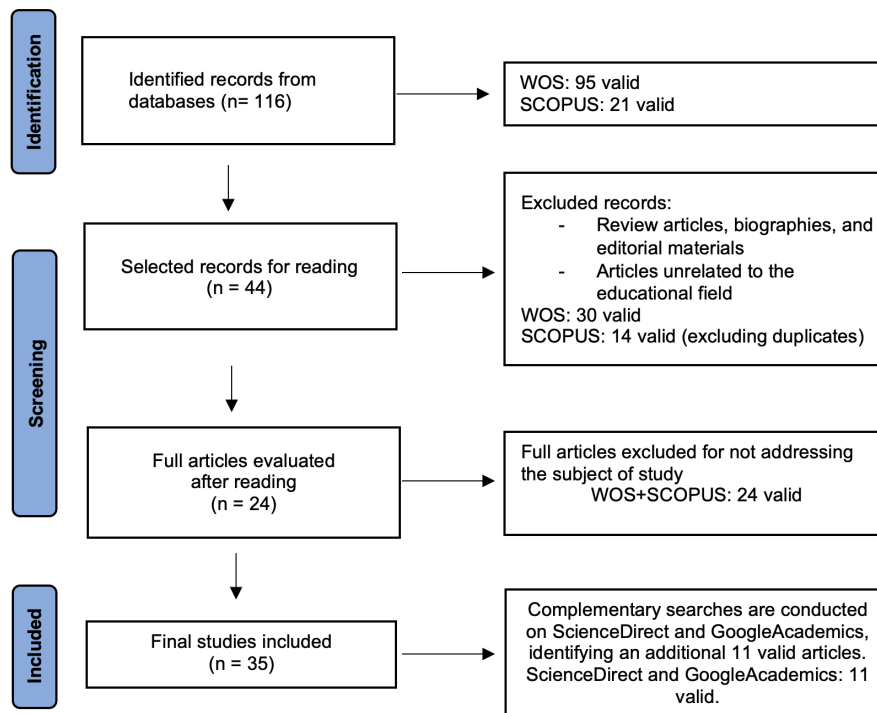 Identification
Identified records from
databases (n= 116)
WOS: 95 valid
SCOPUS: 21 valid
Screening
Selected records for reading
(n = 44)
Excluded records:
- Review articles, biographies, and
editorial materials
- Articles unrelated to the
educational field
WOS: 30 valid
SCOPUS: 14 valid (excluding duplicates)
Full articles evaluated
after reading
(n = 24)
Full articles excluded for not addressing
the subject of study
WOS+SCOPUS: 24 valid
Included
Final studies included
(n = 35)
Complementary searches are conducted
on ScienceDirect and GoogleAcademics,
identifying an additional 11 valid articles.
ScienceDirect and GoogleAcademics: 11
valid.